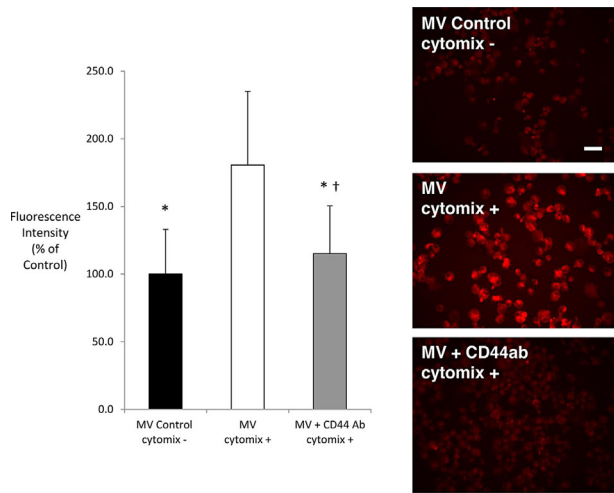 250.0
200.0
150.0
100.0
50.0
0.0
Fluorescence
Intensity
(% of
Control)
*
* †
MV Control
cytomix -
MV
cytomix +
MV + CD44 Ab
cytomix +
MV Control
cytomix -
MV
cytomix +
MV + CD44ab
cytomix +